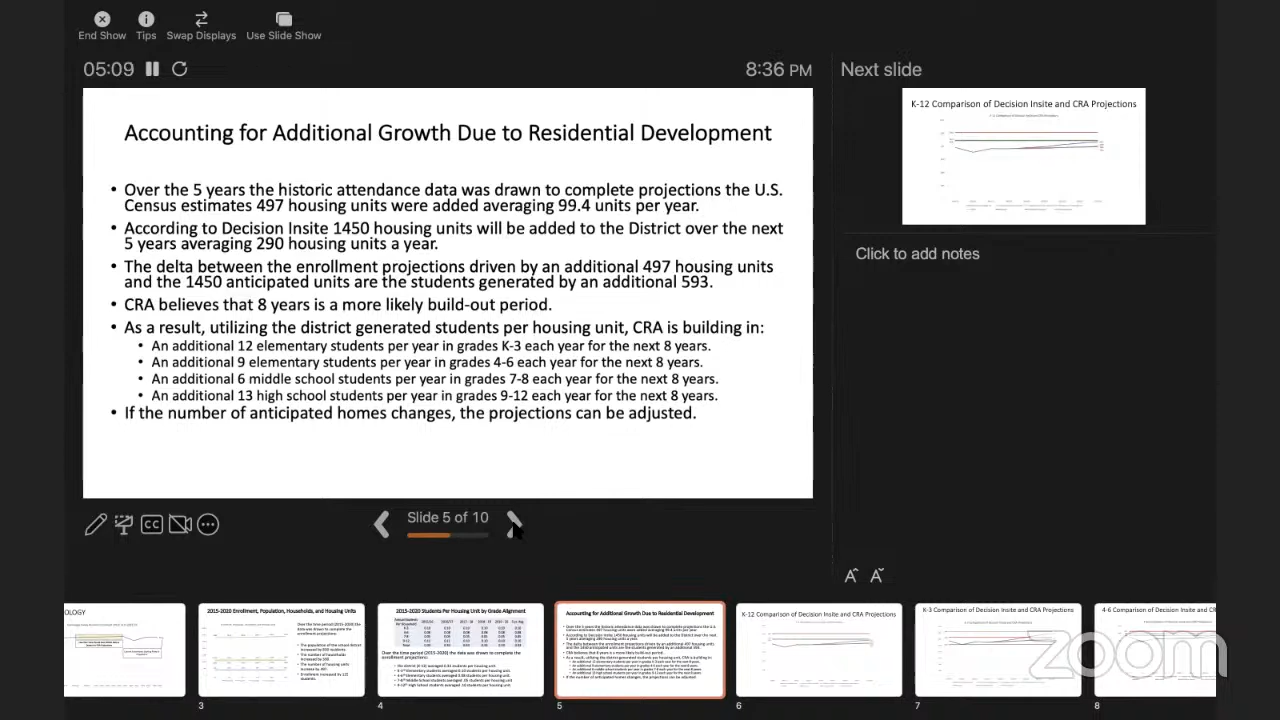 End Show Tips Swap Displays Use Slide Show
05:09 8:36 PM Next slide
Accounting for Additional Growth Due to Residential Development
• Over the 5 years the historic attendance data was drawn to complete projections the U.S.
Census estimates 497 housing units were added averaging 99.4 units per year.
• According to Decision Insite 1450 housing units will be added to the District over the next
5 years averaging 290 housing units a year.
• The delta between the enrollment projections driven by an additional 497 housing units
and the 1450 anticipated units are the students generated by an additional 593.
• CRA believes that 8 years is a more likely build-out period.
• As a result, utilizing the district generated students per housing unit, CRA is building in:
• An additional 12 elementary students per year in grades K-3 each year for the next 8 years.
• An additional 9 elementary students per year in grades 4-6 each year for the next 8 years.
• An additional 6 middle school students per year in grades 7-8 each year for the next 8 years.
• An additional 13 high school students per year in grades 9-12 each year for the next 8 years.
• If the number of anticipated homes changes, the projections can be adjusted.
K-12 Comparison of Decision Insite and CRA Projections
Click to add notes
CC
Slide 5 of 10
A A
OLOGY
2015-2020 Enrollment, Population, Households, and Housing Units
2015-2020 Students Per Housing Unit by Grade Alignment
Accounting for Additional Growth Due to Residential Development
K-12 Comparison of Decision Insite and CRA Projections
K-3 Comparison of Decision Insite and CRA Projections
4-6 Comparison of Decision Insite and CR
3 4 5 6 7 8
zoom